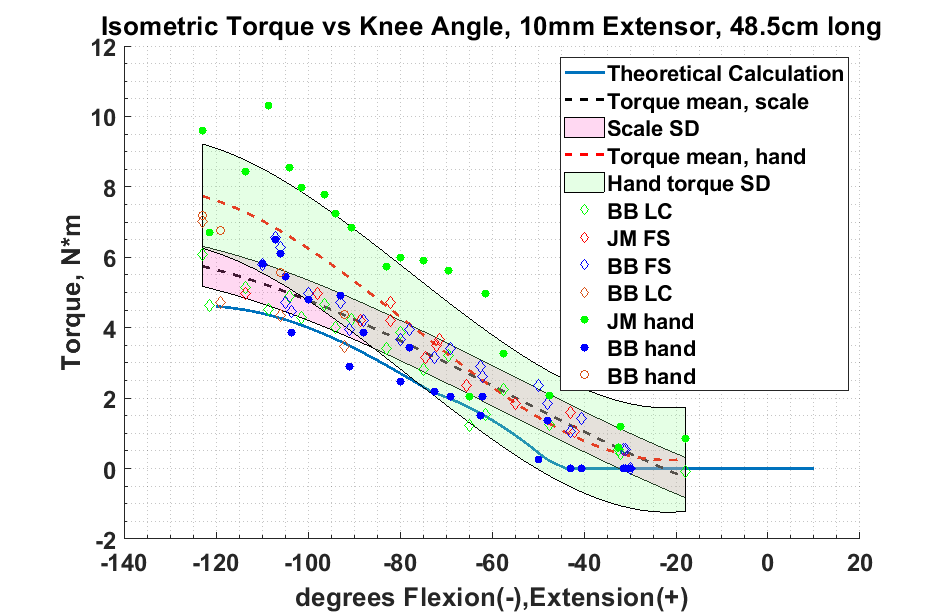 Isometric Torque vs Knee Angle, 10mm Extensor, 48.5cm long
12
10
8
6
4
2
0
-2
Torque, N*m
Theoretical Calculation
Torque mean, scale
Scale SD
Torque mean, hand
Hand torque SD
BB LC
JM FS
BB FS
BB LC
JM hand
BB hand
BB hand
-140 -120 -100 -80 -60 -40 -20 0 20
degrees Flexion(-),Extension(+)